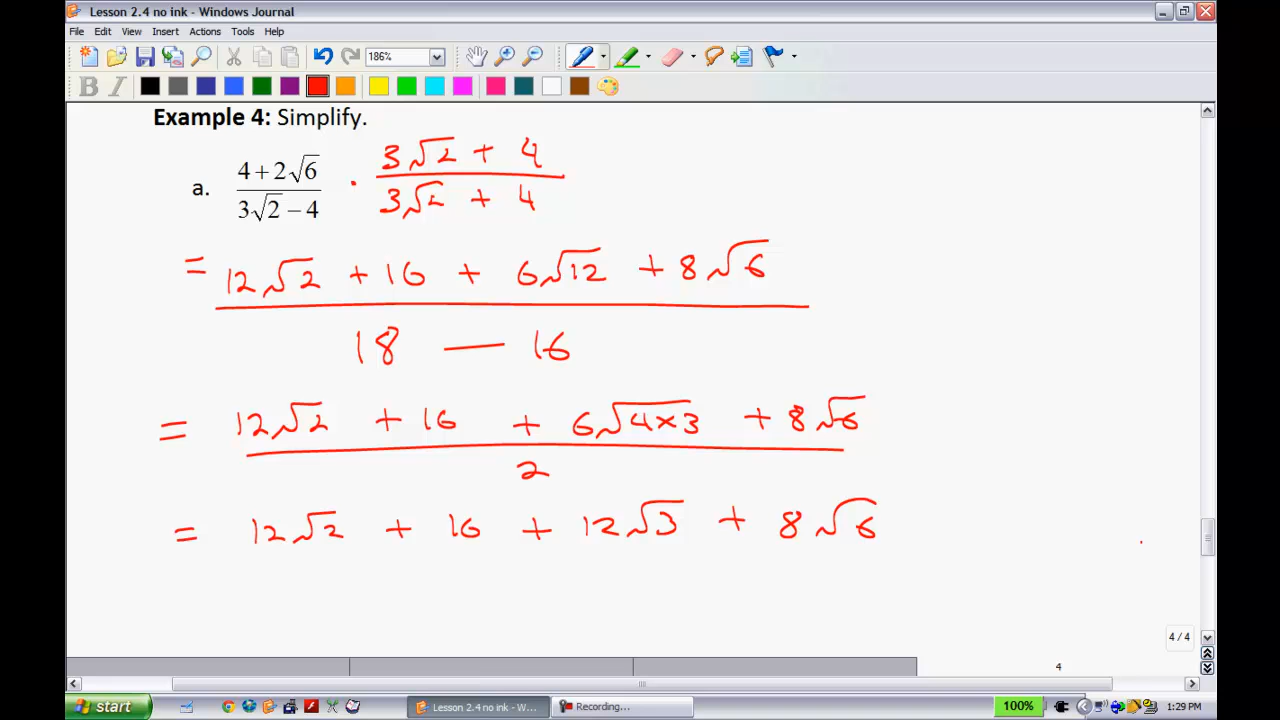 Lesson 2.4 no ink - Windows Journal
File Edit View Insert Actions Tools Help
186%
B I
Example 4: Simplify.
a. (4 + 2√6)/(3√2 − 4) · (3√2 + 4)/(3√2 + 4)
= (12√2 + 16 + 6√12 + 8√6)/(18 — 16)
= (12√2 + 16 + 6√4×3 + 8√6)/2
= 12√2 + 16 + 12√3 + 8√6
4 / 4
4
start Lesson 2.4 no ink - W... Recording... 100% 1:29 PM